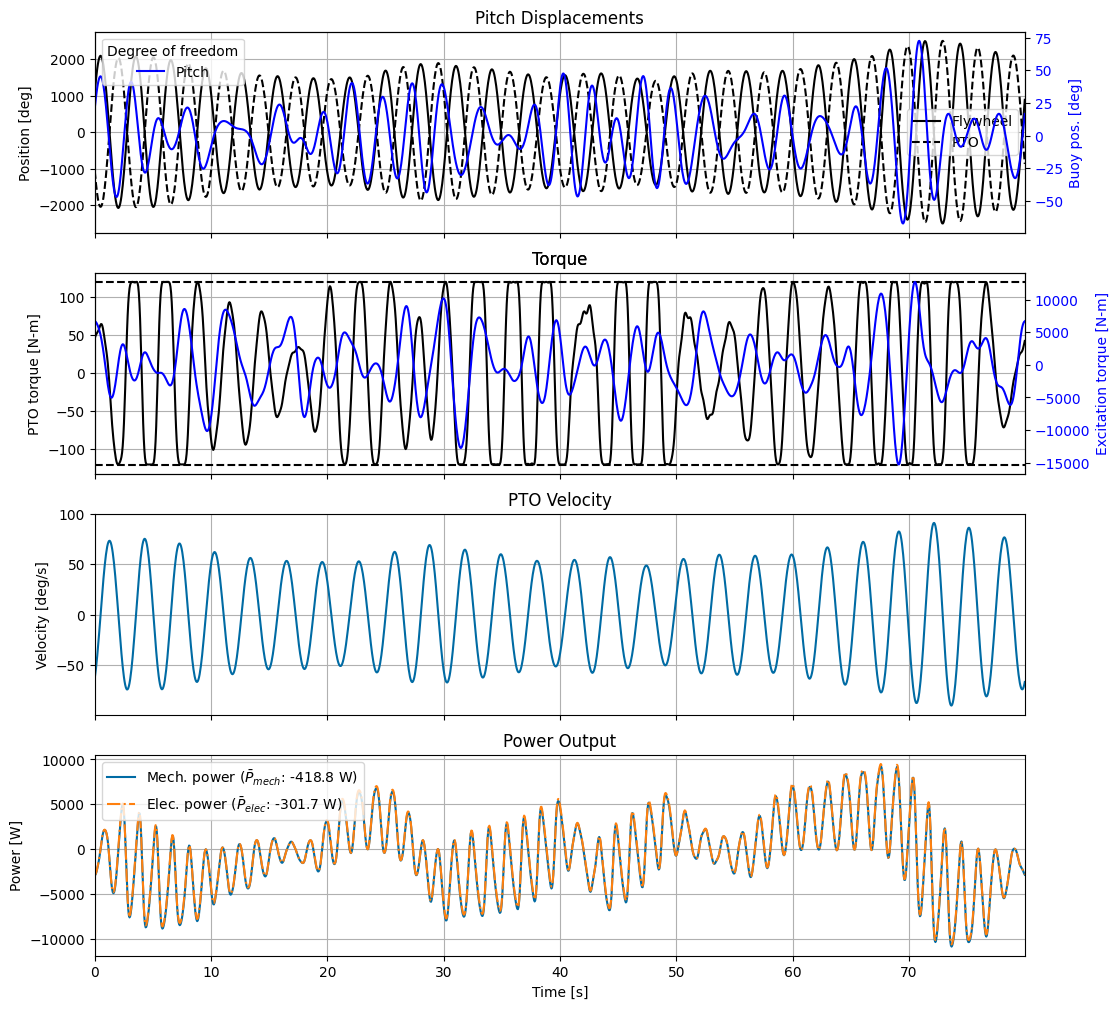 Pitch Displacements
Position [deg]
2000
1000
0
−1000
−2000
Degree of freedom
Pitch
Flywheel
PTO
75
50
25
0
−25
−50
Buoy pos. [deg]
Torque
PTO torque [N-m]
100
50
0
−50
−100
10000
5000
0
−5000
−10000
−15000
Excitation torque [N-m]
PTO Velocity
Velocity [deg/s]
100
50
0
−50
Power Output
Power [W]
10000
5000
0
−5000
−10000
Mech. power (P̄mech: -418.8 W)
Elec. power (P̄elec: -301.7 W)
0 10 20 30 40 50 60 70
Time [s]